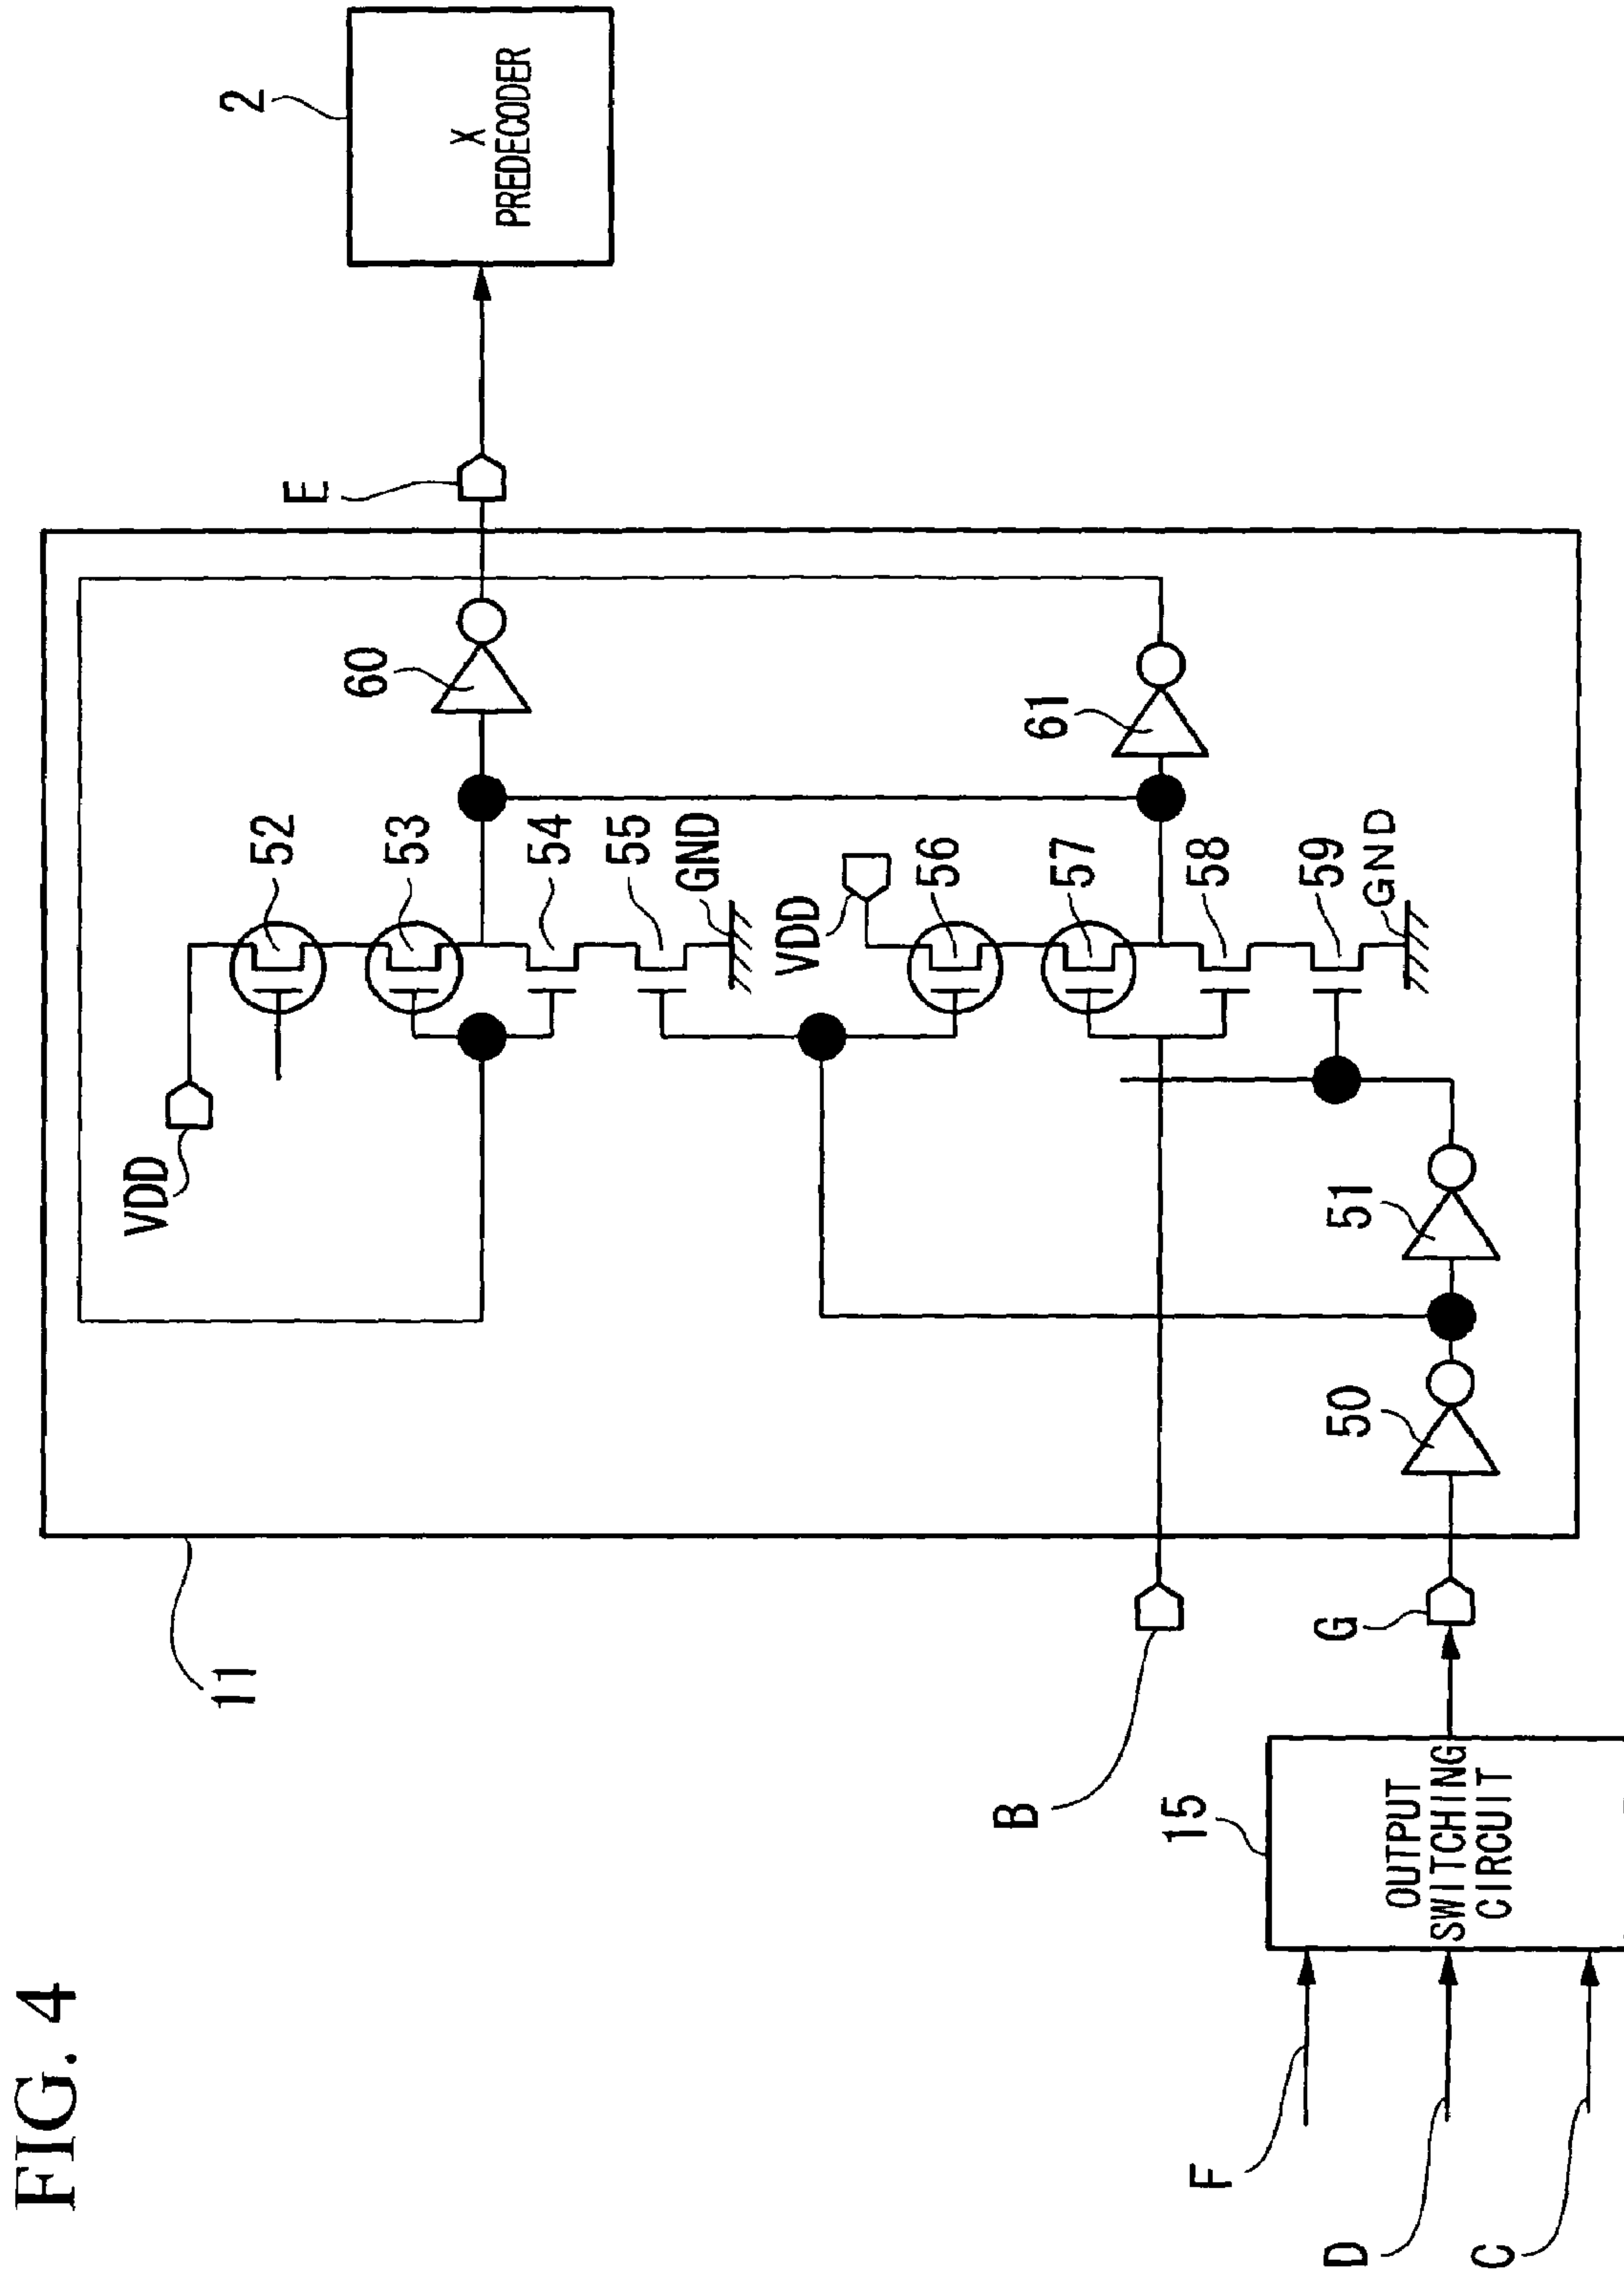 FIG. 4
11
VDD
52
53
54
55
GND
60
E
2
X
PREDECODER
VDD
56
57
58
59
GND
61
B
50
51
G
15
OUTPUT
SWITCHING
CIRCUIT
F
D
C